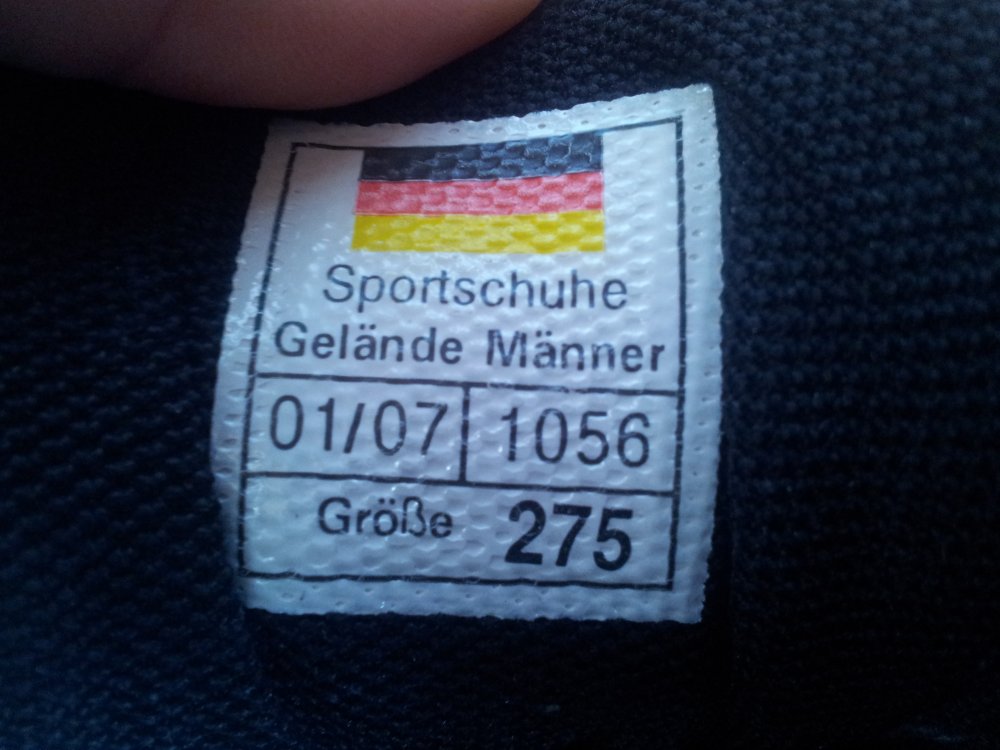 Sportschuhe
Gelände Männer
01/07 1056
Größe 275